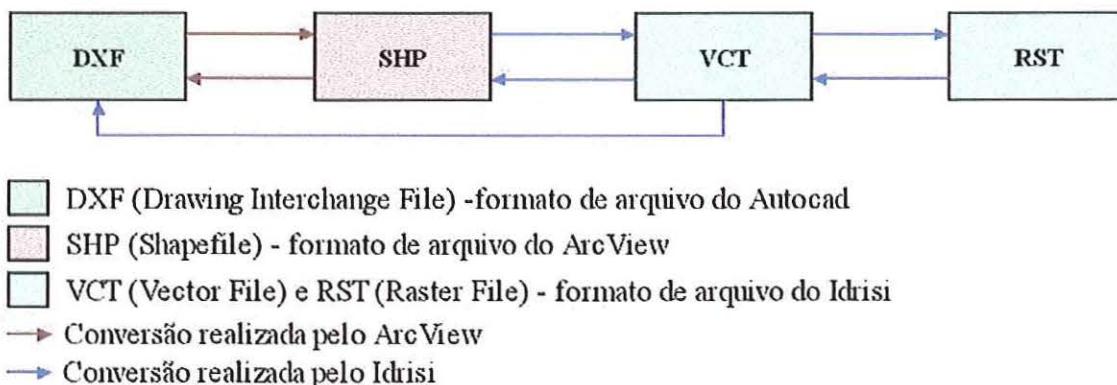 DXF SHP VCT RST
DXF (Drawing Interchange File) -formato de arquivo do Autocad
SHP (Shapefile) - formato de arquivo do ArcView
VCT (Vector File) e RST (Raster File) - formato de arquivo do Idrisi
Conversão realizada pelo ArcView
Conversão realizada pelo Idrisi